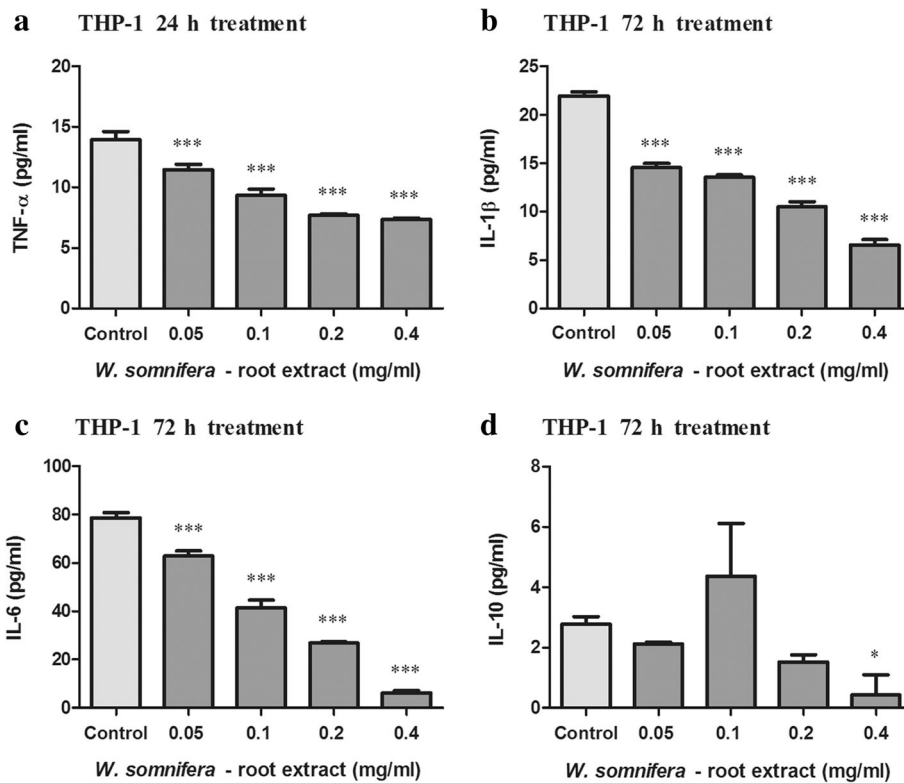 a THP-1 24 h treatment
20
15
10
5
0
TNF-α (pg/ml)
***
***
***
***
Control 0.05 0.1 0.2 0.4
W. somnifera - root extract (mg/ml)
b THP-1 72 h treatment
25
20
15
10
5
0
IL-1β (pg/ml)
***
***
***
***
Control 0.05 0.1 0.2 0.4
W. somnifera - root extract (mg/ml)
c THP-1 72 h treatment
100
80
60
40
20
0
IL-6 (pg/ml)
***
***
***
***
Control 0.05 0.1 0.2 0.4
W. somnifera - root extract (mg/ml)
d THP-1 72 h treatment
8
6
4
2
0
IL-10 (pg/ml)
*
Control 0.05 0.1 0.2 0.4
W. somnifera - root extract (mg/ml)